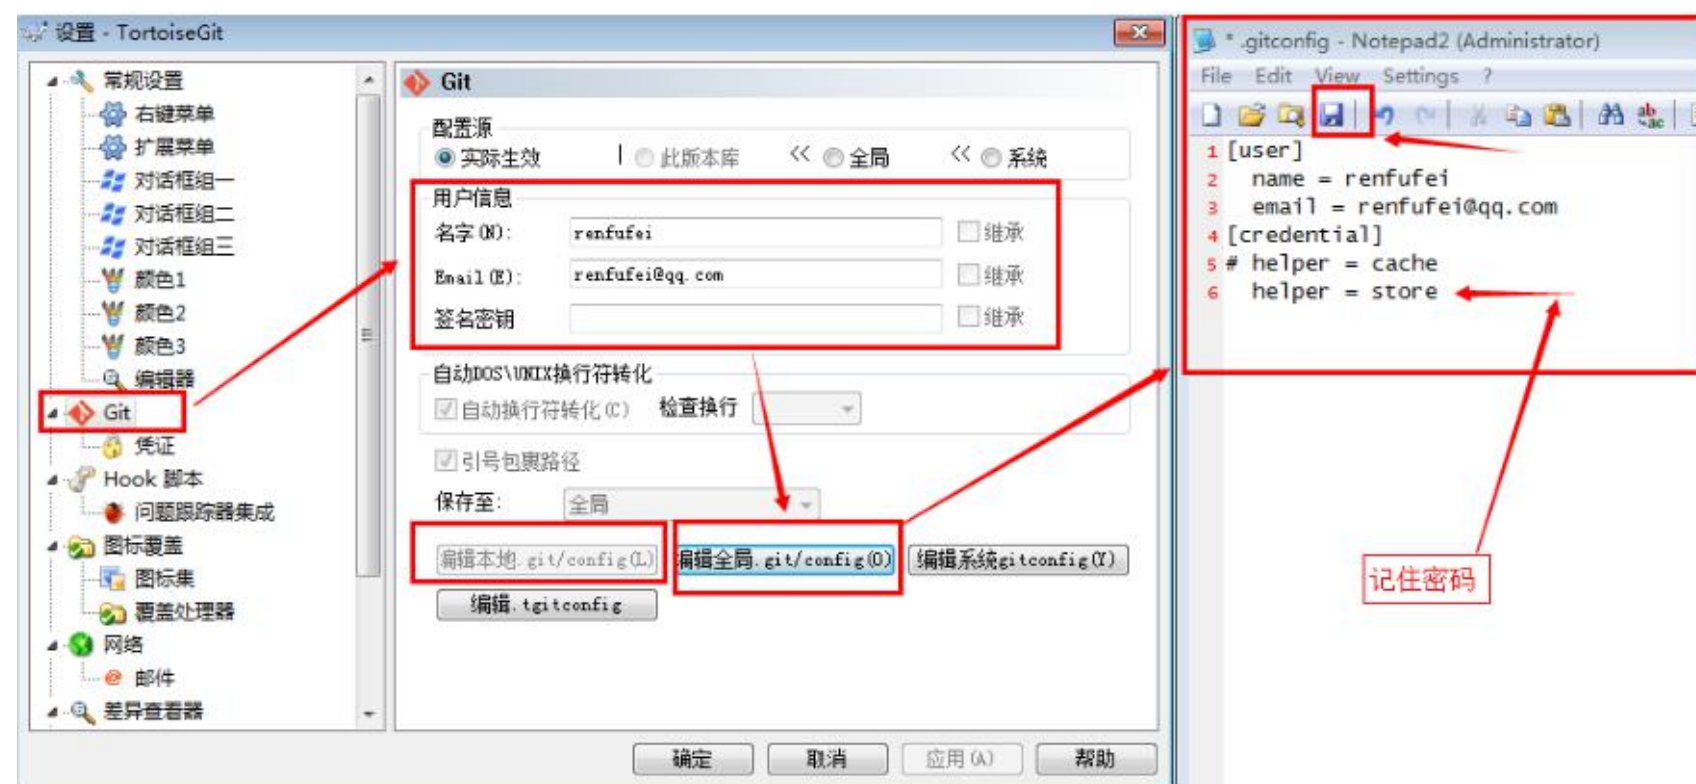 设置 - TortoiseGit
常规设置
右键菜单
扩展菜单
对话框组一
对话框组二
对话框组三
颜色1
颜色2
颜色3
编辑器
Git
凭证
Hook 脚本
问题跟踪器集成
图标覆盖
图标集
覆盖处理器
网络
邮件
差异查看器
Git
配置源
实际生效 | 此版本库 << 全局 << 系统
用户信息
名字(N): renfufei 继承
Email(E): renfufei@qq.com 继承
签名密钥 继承
自动DOS\UNIX换行符转化
自动换行符转化(C) 检查换行
引号包裹路径
保存至: 全局
编辑本地.git/config(L) 编辑全局.git/config(O) 编辑系统gitconfig(Y)
编辑.tgitconfig
确定 取消 应用(A) 帮助
* .gitconfig - Notepad2 (Administrator)
File Edit View Settings ?
1 [user]
2 name = renfufei
3 email = renfufei@qq.com
4 [credential]
5 # helper = cache
6 helper = store
记住密码